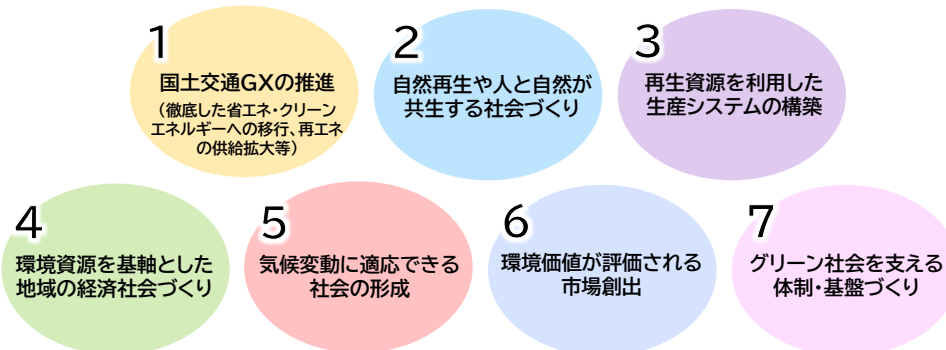 1
国土交通GXの推進
（徹底した省エネ・クリーン
エネルギーへの移行、再エネ
の供給拡大等）
2
自然再生や人と自然が
共生する社会づくり
3
再生資源を利用した
生産システムの構築
4
環境資源を基軸とした
地域の経済社会づくり
5
気候変動に適応できる
社会の形成
6
環境価値が評価される
市場創出
7
グリーン社会を支える
体制・基盤づくり